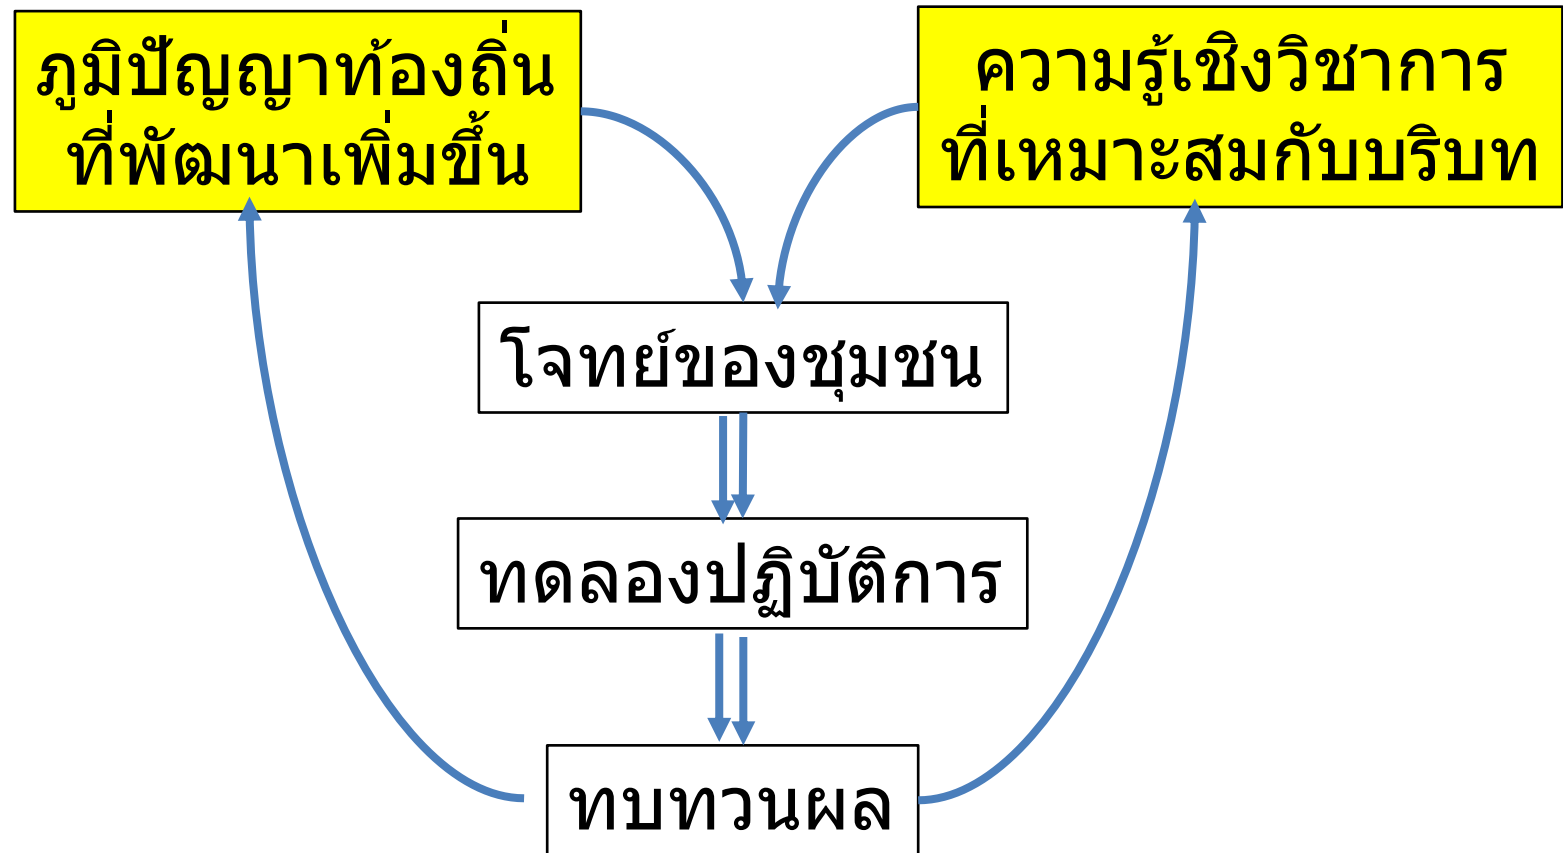 ภูมิปัญญาท้องถิ่น
ที่พัฒนาเพิ่มขึ้น
ความรู้เชิงวิชาการ
ที่เหมาะสมกับบริบท
โจทย์ของชุมชน
ทดลองปฏิบัติการ
ทบทวนผล